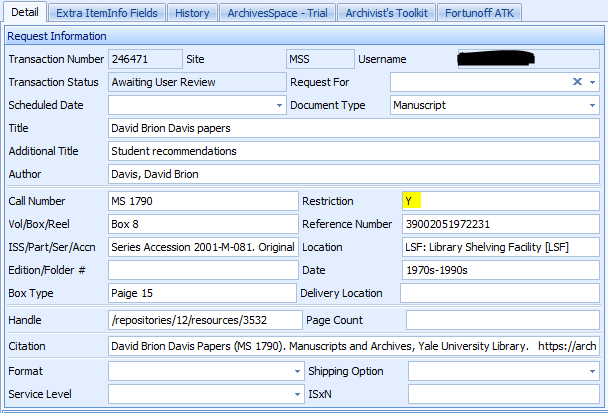 Detail Extra ItemInfo Fields History ArchivesSpace - Trial Archivist's Toolkit Fortunoff ATK
Request Information
Transaction Number 246471 Site MSS Username
Transaction Status Awaiting User Review Request For
Scheduled Date Document Type Manuscript
Title David Brion Davis papers
Additional Title Student recommendations
Author Davis, David Brion
Call Number MS 1790 Restriction Y
Vol/Box/Reel Box 8 Reference Number 39002051972231
ISS/Part/Ser/Accn Series Accession 2001-M-081. Original Location LSF: Library Shelving Facility [LSF]
Edition/Folder # Date 1970s-1990s
Box Type Paige 15 Delivery Location
Handle /repositories/12/resources/3532 Page Count
Citation David Brion Davis Papers (MS 1790). Manuscripts and Archives, Yale University Library. https://arch
Format Shipping Option
Service Level ISxN